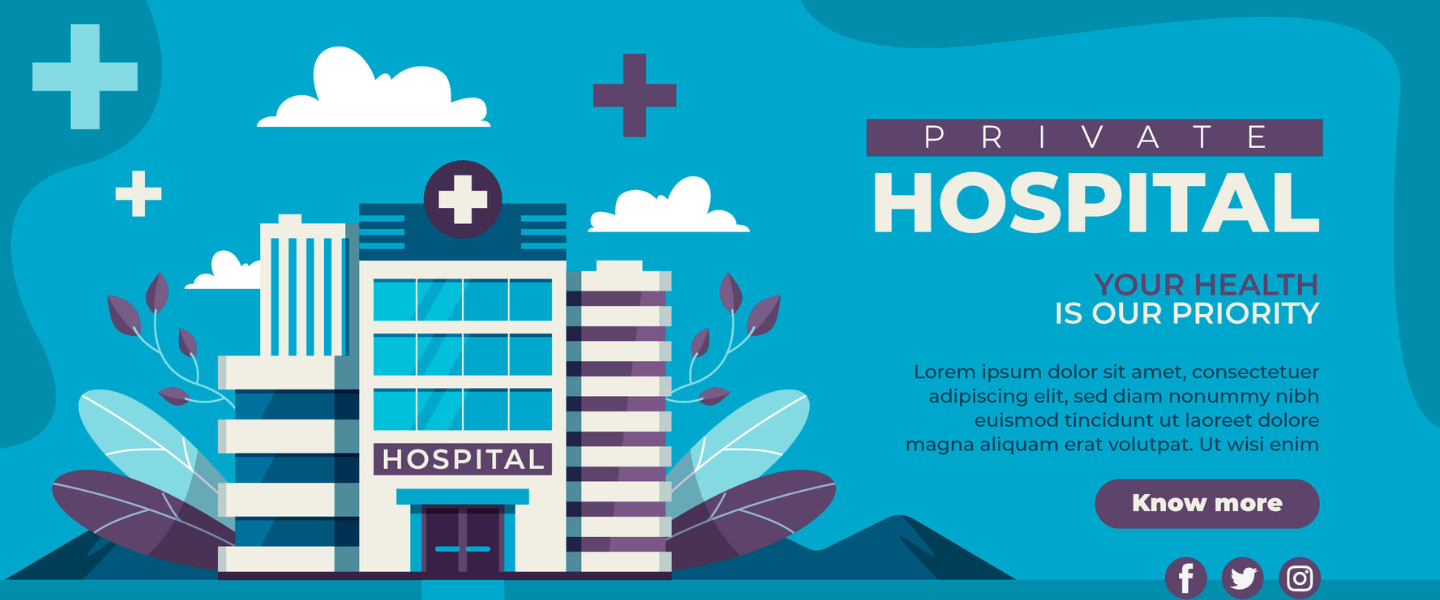 PRIVATE
HOSPITAL
YOUR HEALTH
IS OUR PRIORITY
Lorem ipsum dolor sit amet, consectetuer
adipiscing elit, sed diam nonummy nibh
euismod tincidunt ut laoreet dolore
magna aliquam erat volutpat. Ut wisi enim
Know more
HOSPITAL